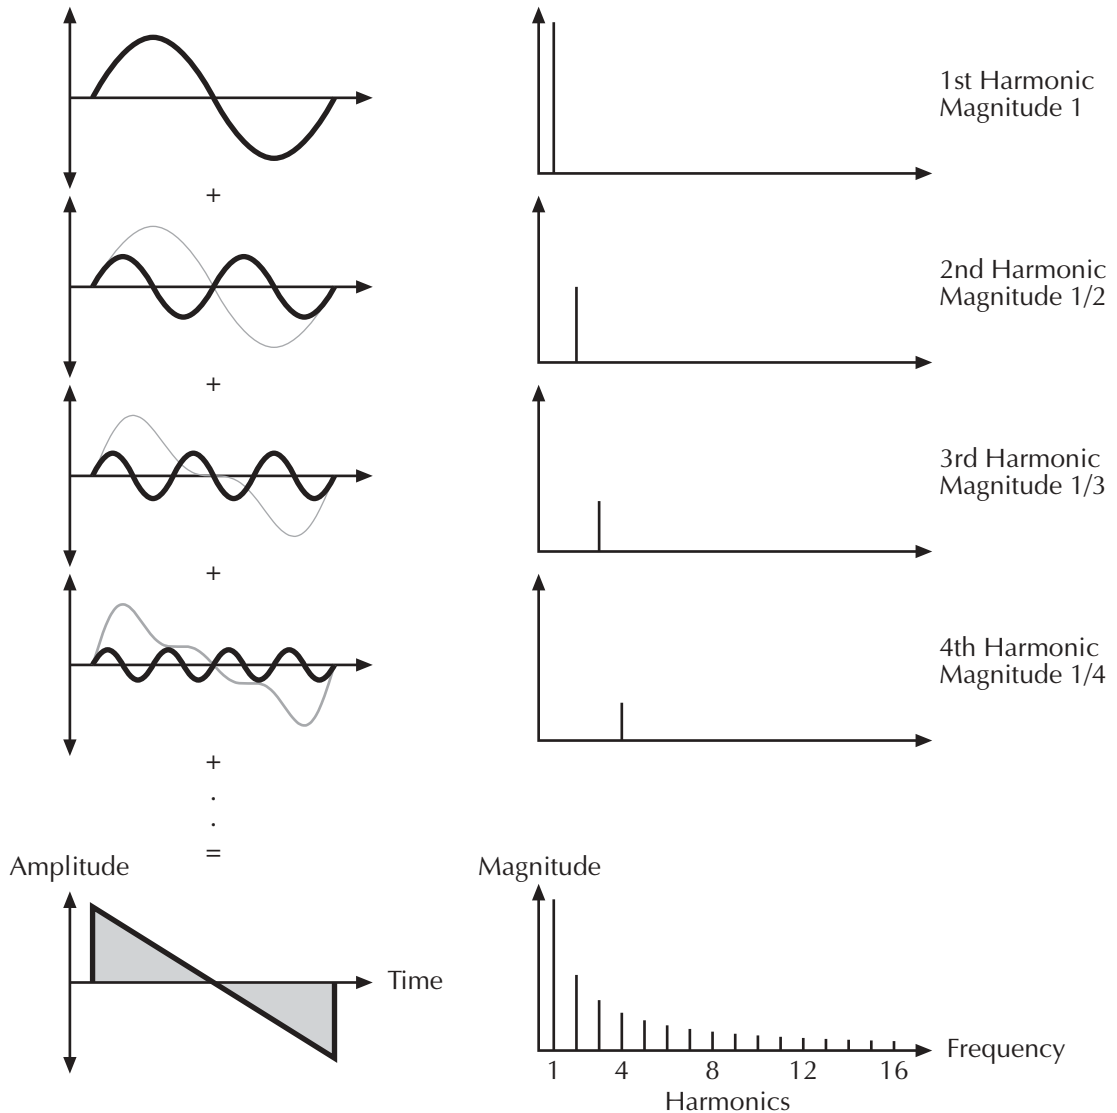 1st Harmonic
Magnitude 1
+
2nd Harmonic
Magnitude 1/2
+
3rd Harmonic
Magnitude 1/3
+
4th Harmonic
Magnitude 1/4
+
.
.
=
Amplitude
Time
Magnitude
Frequency
1 4 8 12 16
Harmonics